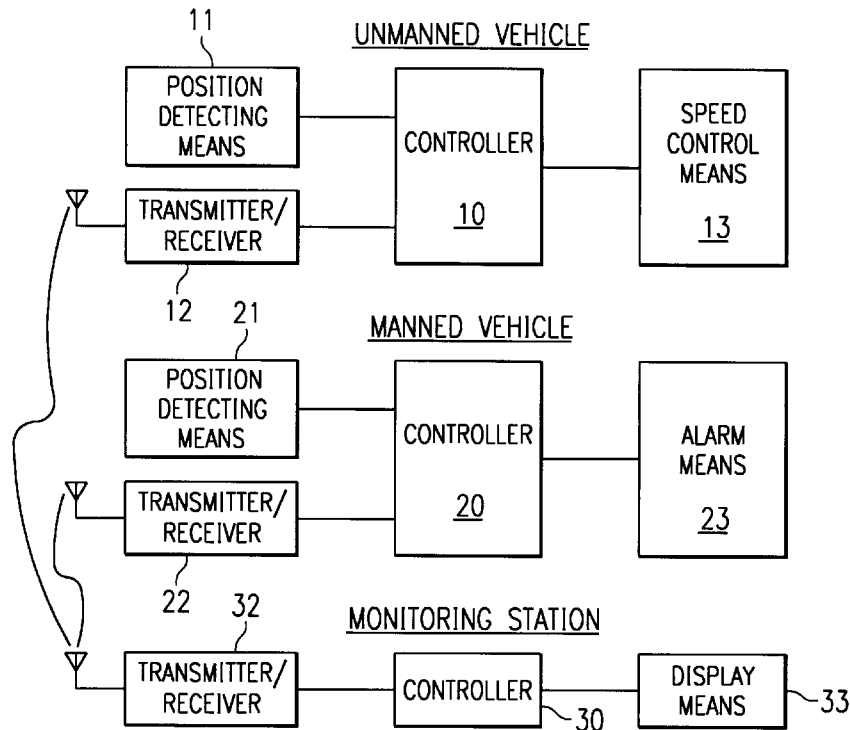 11
UNMANNED VEHICLE
POSITION
DETECTING
MEANS
CONTROLLER
10
SPEED
CONTROL
MEANS
13
TRANSMITTER/
RECEIVER
12
21
MANNED VEHICLE
POSITION
DETECTING
MEANS
CONTROLLER
20
ALARM
MEANS
23
TRANSMITTER/
RECEIVER
22
32
MONITORING STATION
TRANSMITTER/
RECEIVER
CONTROLLER
30
DISPLAY
MEANS
33